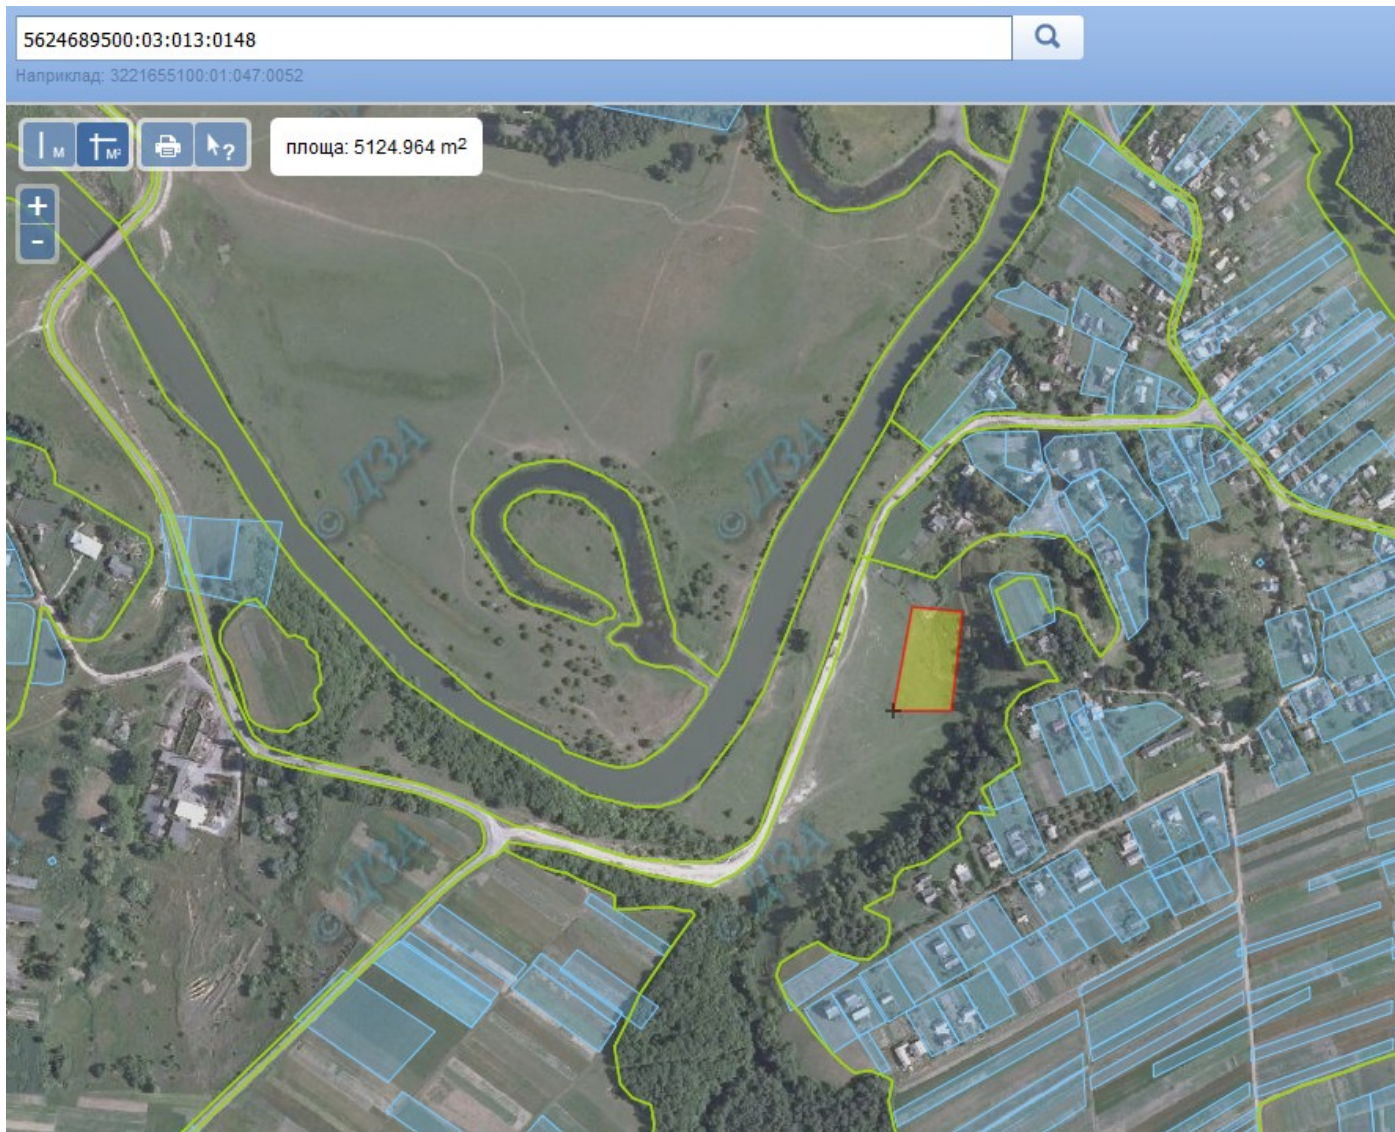 5624689500:03:013:0148
Наприклад: 3221655100:01:047:0052
М
М²
?
площа: 5124.964 m²
+
-
© ДЗА
© ДЗА
© ДЗА
© ДЗА